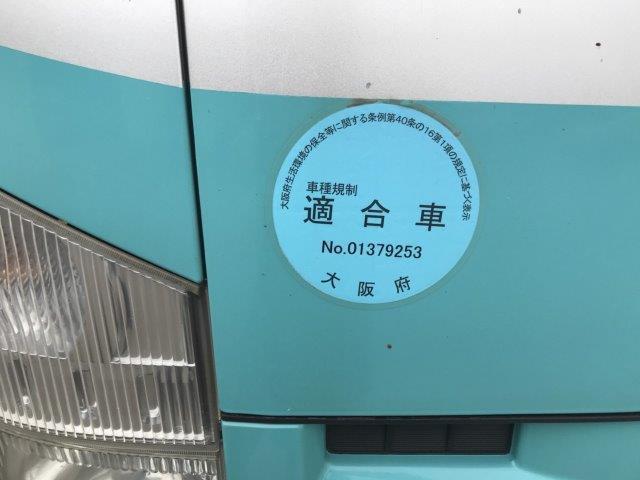 大阪府生活環境の保全等に関する条例第40条の16第1項の規定に基づく表示
車種規制
適合車
No.01379253
大阪府